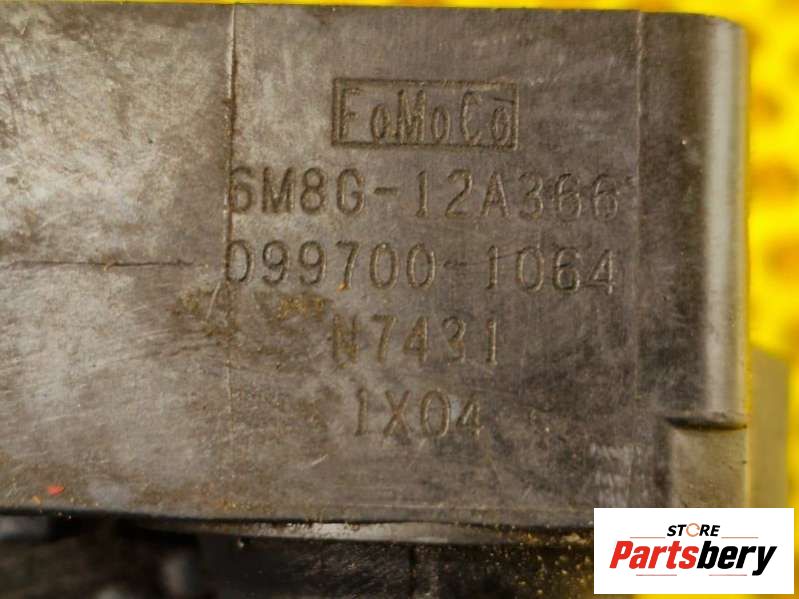 FoMoCo
6M8G-12A366
099700-1064
N7431
1X04
STORE
Partsbery